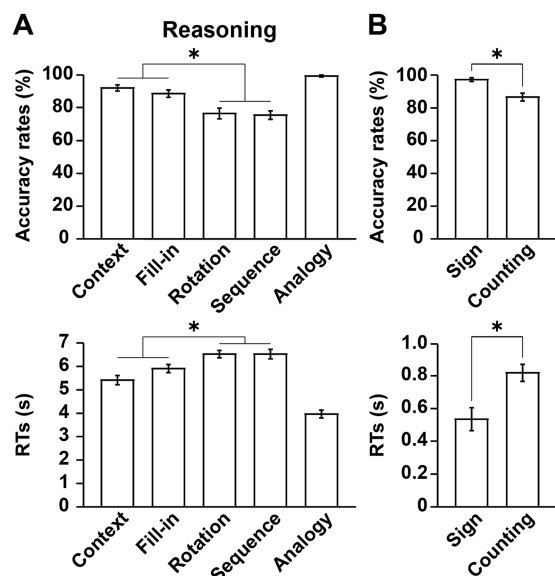 A
Reasoning
B
Accuracy rates (%)
100
80
60
40
20
0
*
Context
Fill-in
Rotation
Sequence
Analogy
Accuracy rates (%)
100
80
60
40
20
0
*
Sign
Counting
RTs (s)
7
6
5
4
3
2
1
0
*
Context
Fill-in
Rotation
Sequence
Analogy
RTs (s)
1.0
0.8
0.6
0.4
0.2
0
*
Sign
Counting